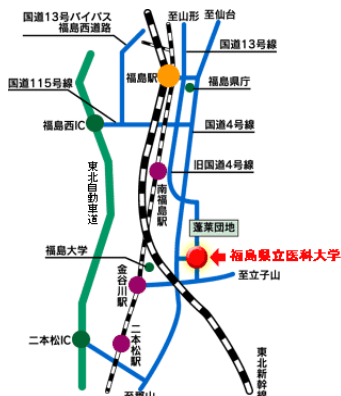 国道13号バイパス
福島西道路
至山形
至仙台
国道13号線
福島駅
福島県庁
国道115号線
福島西IC
国道4号線
旧国道4号線
東北自動車道
南福島駅
蓬莱団地
福島大学
福島県立医科大学
金谷川駅
至立子山
二本松IC
二本松駅
東北新幹線